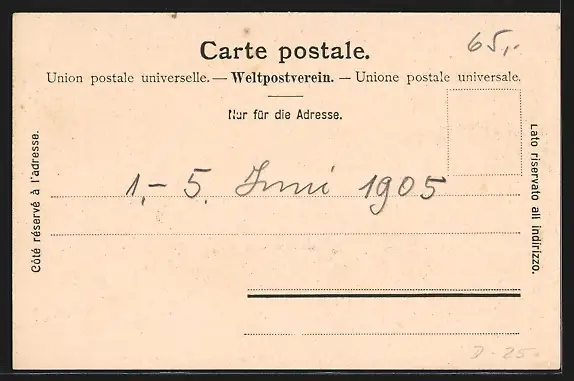 65,-
Carte postale.
Union postale universelle. — Weltpostverein. — Unione postale universale.
Nur für die Adresse.
Côté réservé à l'adresse.
Lato riservato all indirizzo.
1.- 5. Juni 1905
D-25